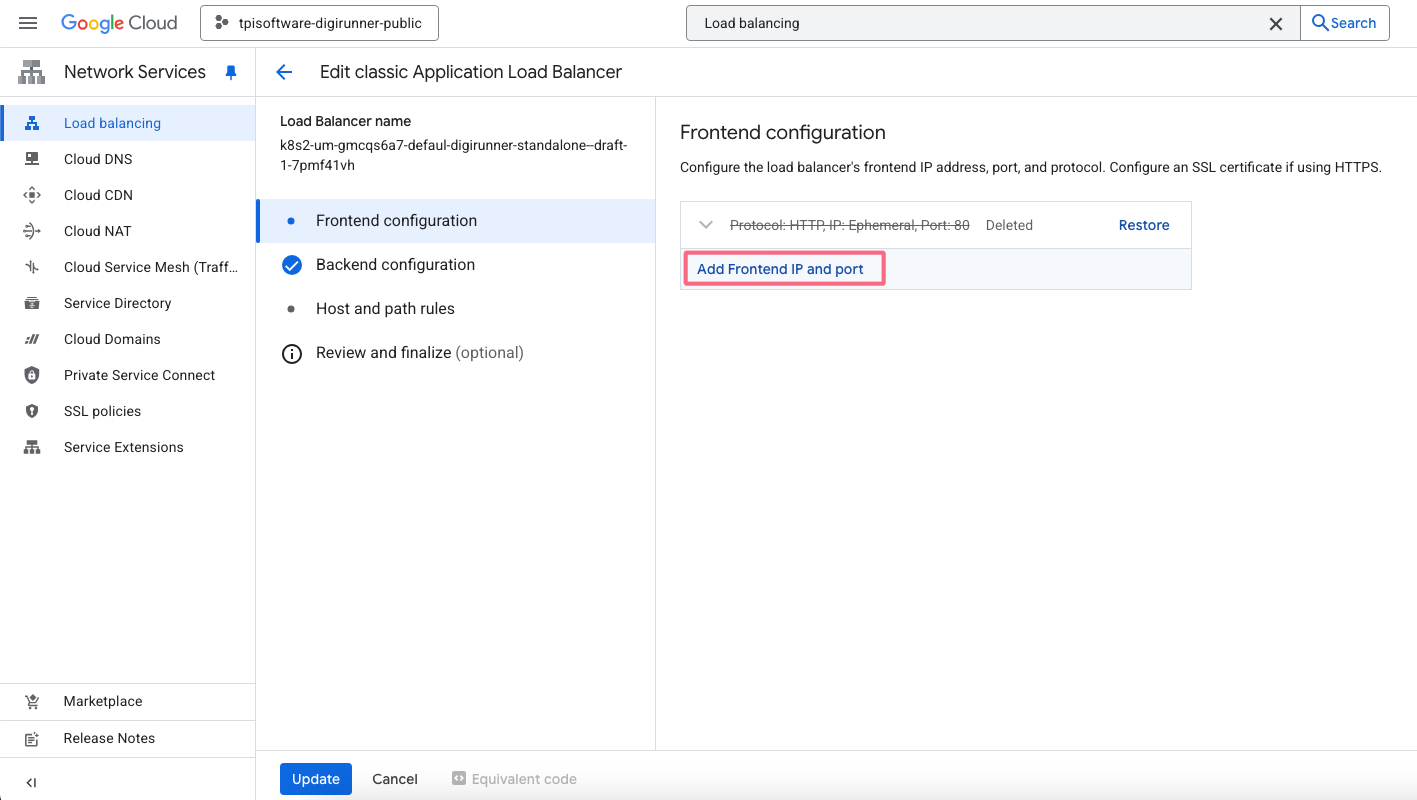 Google Cloud
tpisoftware-digirunner-public
Load balancing
Search
Network Services
Edit classic Application Load Balancer
Load balancing
Cloud DNS
Cloud CDN
Cloud NAT
Cloud Service Mesh (Traff...
Service Directory
Cloud Domains
Private Service Connect
SSL policies
Service Extensions
Marketplace
Release Notes
Load Balancer name
k8s2-um-gmcqs6a7-defaul-digirunner-standalone--draft-
1-7pmf41vh
Frontend configuration
Backend configuration
Host and path rules
Review and finalize (optional)
Frontend configuration
Configure the load balancer's frontend IP address, port, and protocol. Configure an SSL certificate if using HTTPS.
Protocol: HTTP, IP: Ephemeral, Port: 80 Deleted Restore
Add Frontend IP and port
Update Cancel Equivalent code